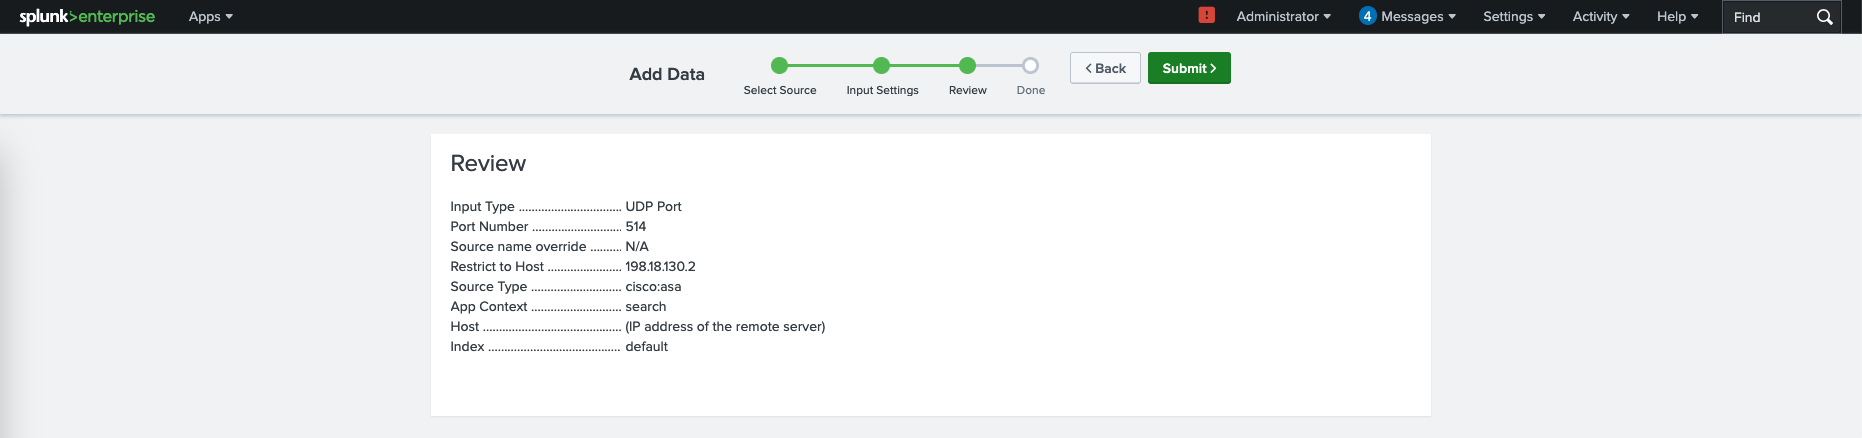 splunk>enterprise Apps ! Administrator 4 Messages Settings Activity Help Find
Add Data
Select Source Input Settings Review Done
< Back Submit >
Review
Input Type ................................ UDP Port
Port Number ........................... 514
Source name override .......... N/A
Restrict to Host ....................... 198.18.130.2
Source Type ............................ cisco:asa
App Context ............................ search
Host ........................................... (IP address of the remote server)
Index ......................................... default